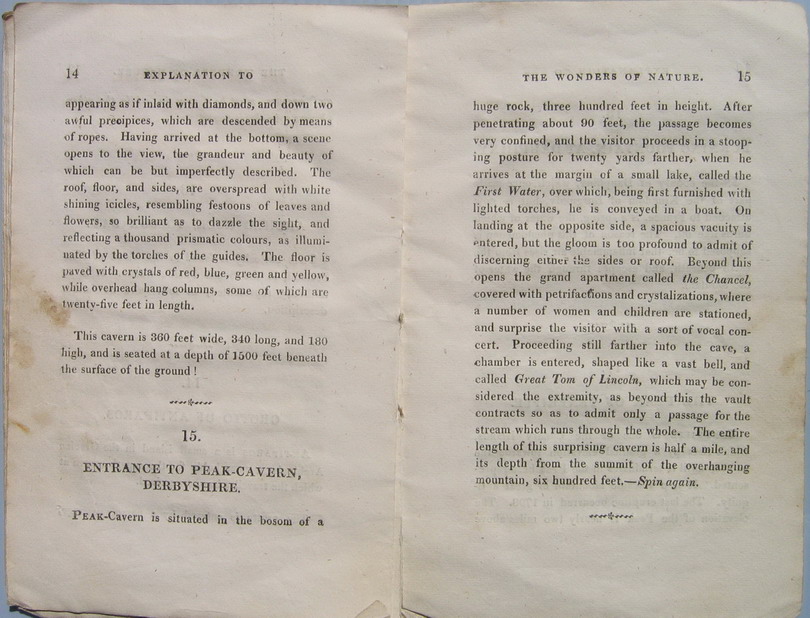 14 EXPLANATION TO
appearing as if inlaid with diamonds, and down two
awful precipices, which are descended by means
of ropes. Having arrived at the bottom, a scene
opens to the view, the grandeur and beauty of
which can be but imperfectly described. The
roof, floor, and sides, are overspread with white
shining icicles, resembling festoons of leaves and
flowers, so brilliant as to dazzle the sight, and
reflecting a thousand prismatic colours, as illumi-
nated by the torches of the guides. The floor is
paved with crystals of red, blue, green and yellow,
while overhead hang columns, some of which are
twenty-five feet in length.
This cavern is 360 feet wide, 340 long, and 180
high, and is seated at a depth of 1500 feet beneath
the surface of the ground !
15.
ENTRANCE TO PEAK-CAVERN,
DERBYSHIRE.
PEAK-Cavern is situated in the bosom of a
THE WONDERS OF NATURE. 15
huge rock, three hundred feet in height. After
penetrating about 90 feet, the passage becomes
very confined, and the visitor proceeds in a stoop-
ing posture for twenty yards farther, when he
arrives at the margin of a small lake, called the
First Water, over which, being first furnished with
lighted torches, he is conveyed in a boat. On
landing at the opposite side, a spacious vacuity is
entered, but the gloom is too profound to admit of
discerning either the sides or roof. Beyond this
opens the grand apartment called the Chancel,
covered with petrifactions and crystalizations, where
a number of women and children are stationed,
and surprise the visitor with a sort of vocal con-
cert. Proceeding still farther into the cave, a
chamber is entered, shaped like a vast bell, and
called Great Tom of Lincoln, which may be con-
sidered the extremity, as beyond this the vault
contracts so as to admit only a passage for the
stream which runs through the whole. The entire
length of this surprising cavern is half a mile, and
its depth from the summit of the overhanging
mountain, six hundred feet.—Spin again.